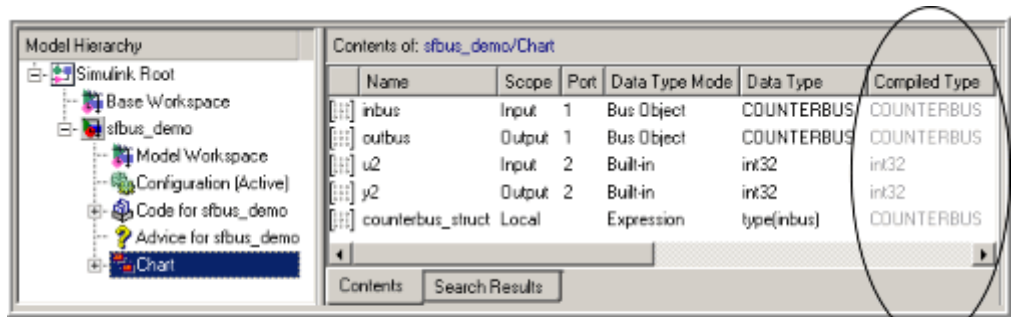 Model Hierarchy
Simulink Root
Base Workspace
sfbus_demo
Model Workspace
Configuration (Active)
Code for sfbus_demo
Advice for sfbus_demo
Chart
Contents of: sfbus_demo/Chart
Name Scope Port Data Type Mode Data Type Compiled Type
inbus Input 1 Bus Object COUNTERBUS COUNTERBUS
outbus Output 1 Bus Object COUNTERBUS COUNTERBUS
u2 Input 2 Built-in int32 int32
y2 Output 2 Built-in int32 int32
counterbus_struct Local Expression type(inbus) COUNTERBUS
Contents Search Results